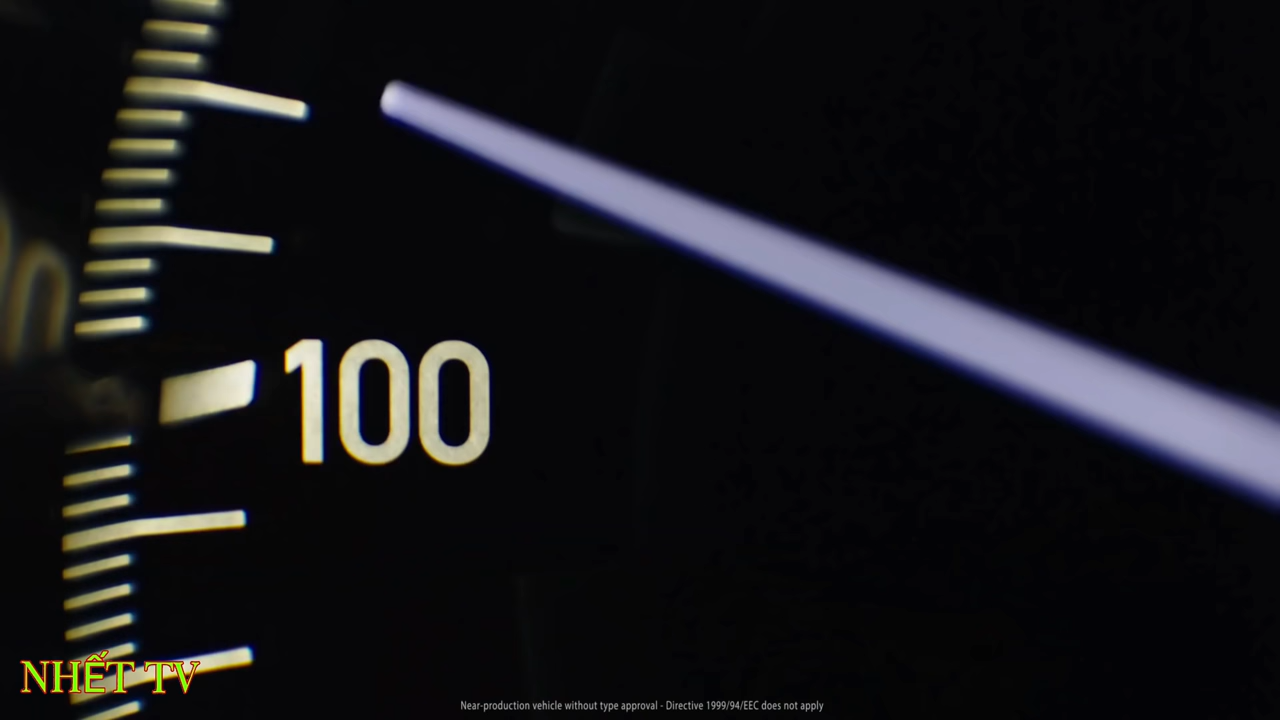 100
NHẾT TV
Near-production vehicle without type approval - Directive 1999/94/EEC does not apply